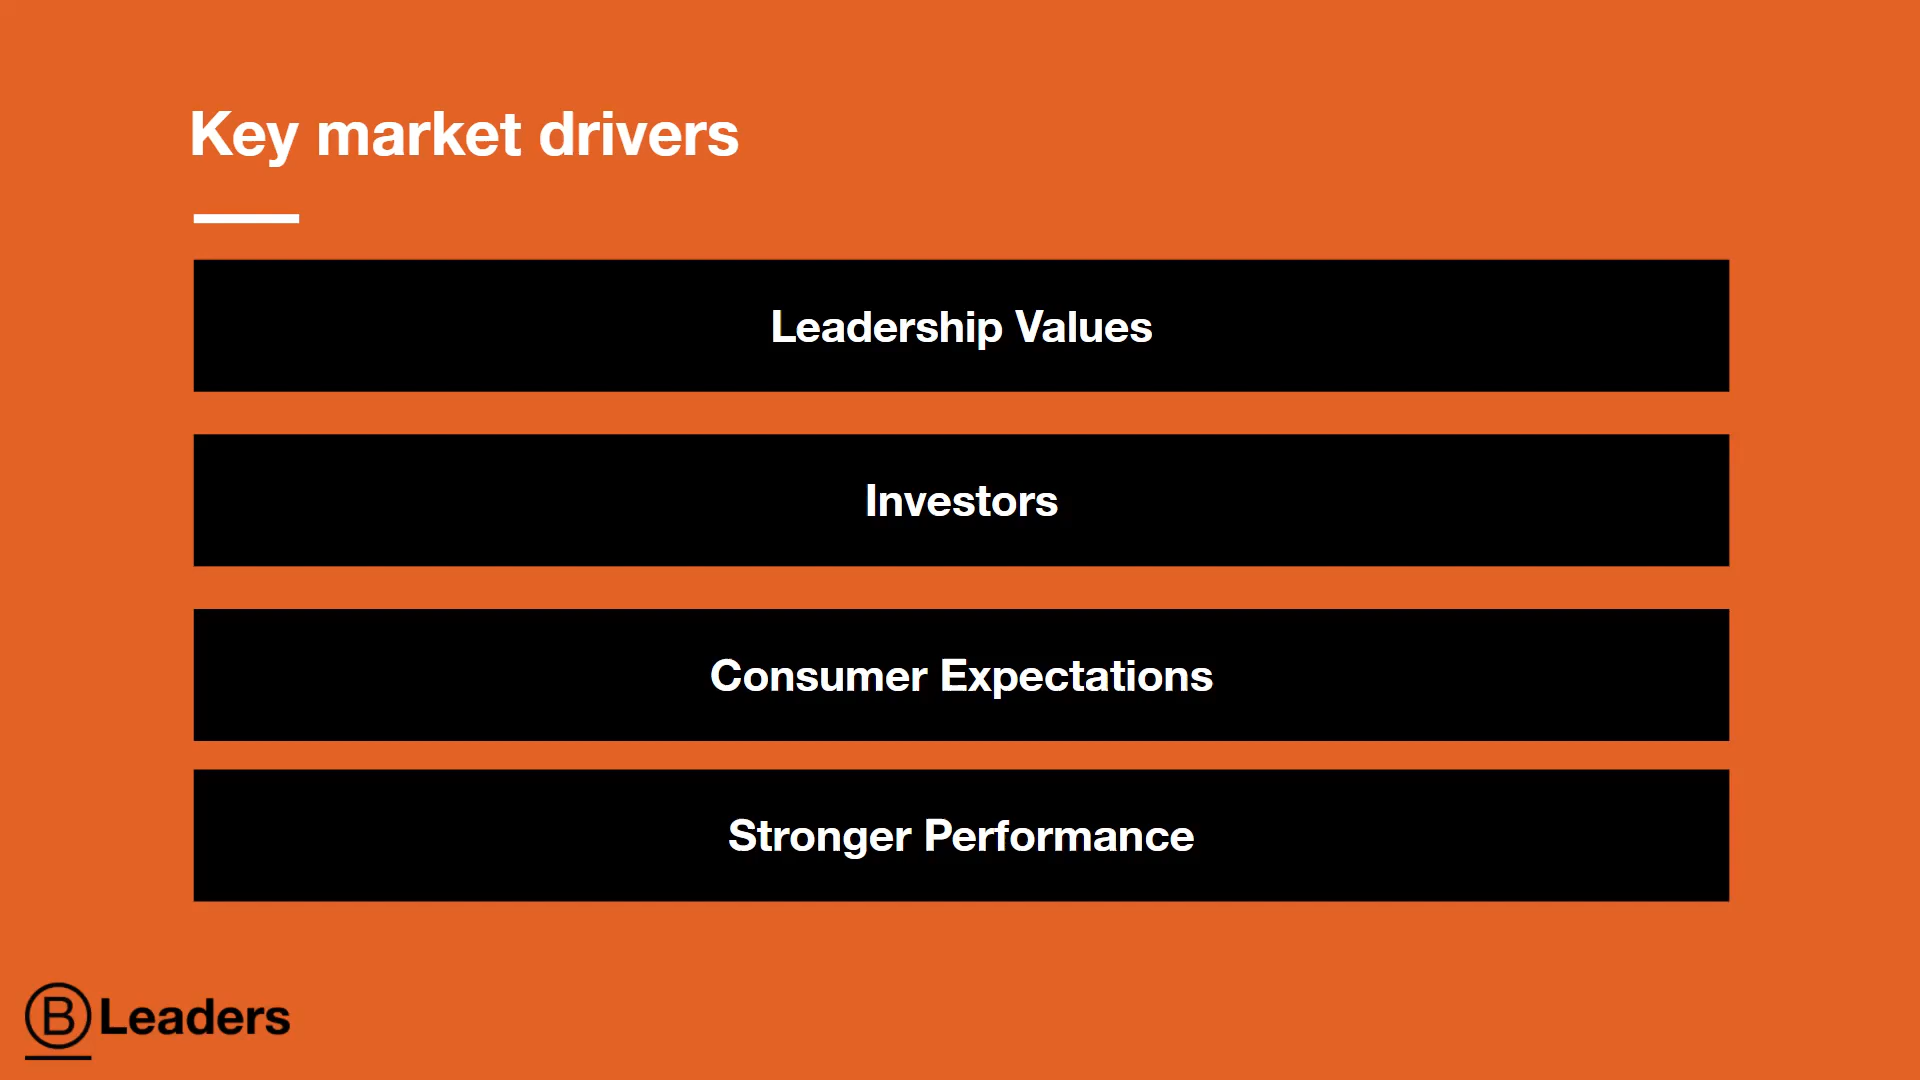 Key market drivers
Leadership Values
Investors
Consumer Expectations
Stronger Performance
B Leaders